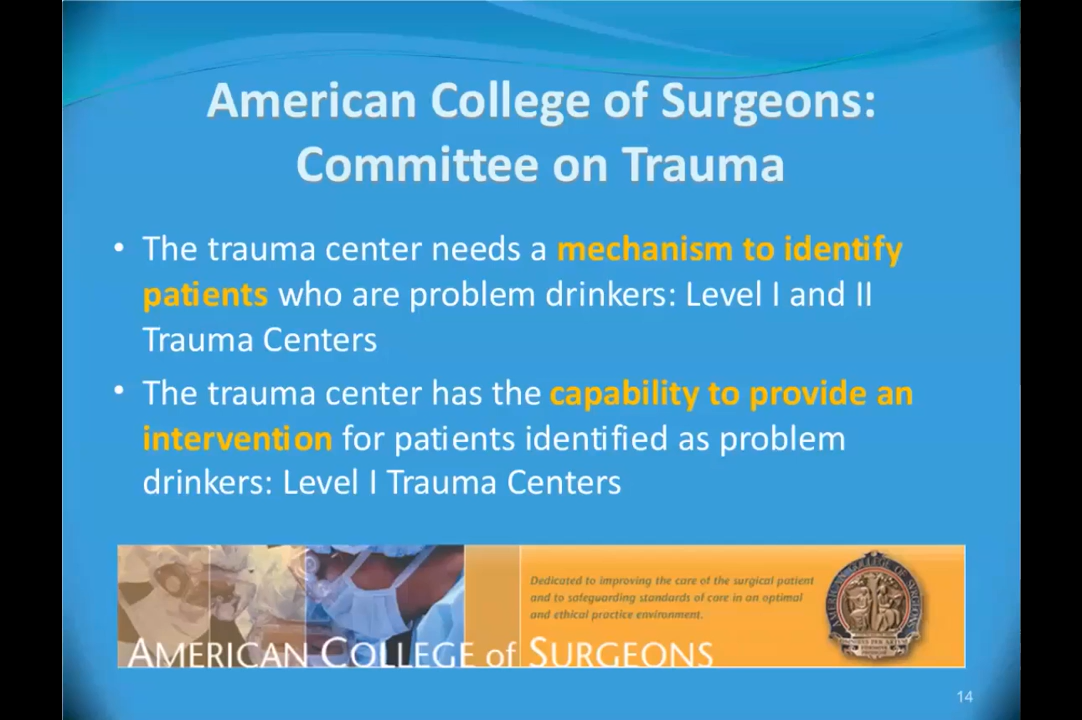 American College of Surgeons:
Committee on Trauma
• The trauma center needs a mechanism to identify
patients who are problem drinkers: Level I and II
Trauma Centers
• The trauma center has the capability to provide an
intervention for patients identified as problem
drinkers: Level I Trauma Centers
Dedicated to improving the care of the surgical patient
and to safeguarding standards of care in an optimal
and ethical practice environment.
AMERICAN COLLEGE of SURGEONS
14